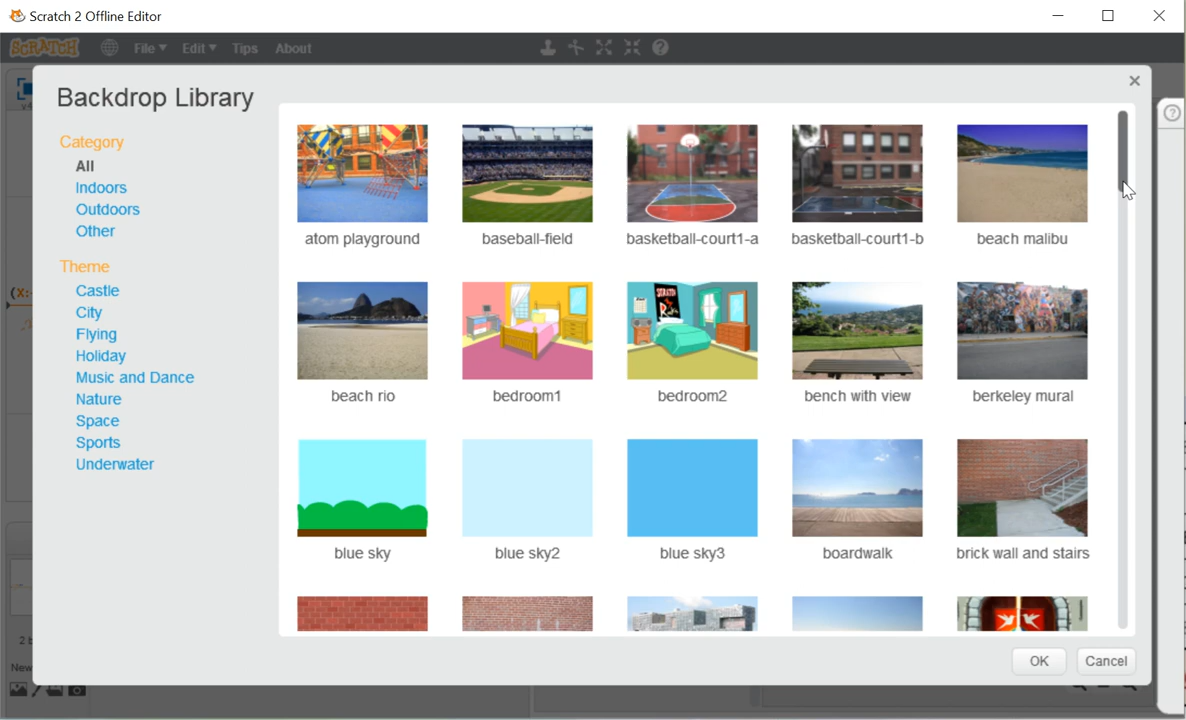 Scratch 2 Offline Editor
SCRATCH File Edit Tips About
Backdrop Library
Category
All
Indoors
Outdoors
Other
Theme
Castle
City
Flying
Holiday
Music and Dance
Nature
Space
Sports
Underwater
atom playground baseball-field basketball-court1-a basketball-court1-b beach malibu
beach rio bedroom1 bedroom2 bench with view berkeley mural
blue sky blue sky2 blue sky3 boardwalk brick wall and stairs
OK Cancel
(X:
2 b
New